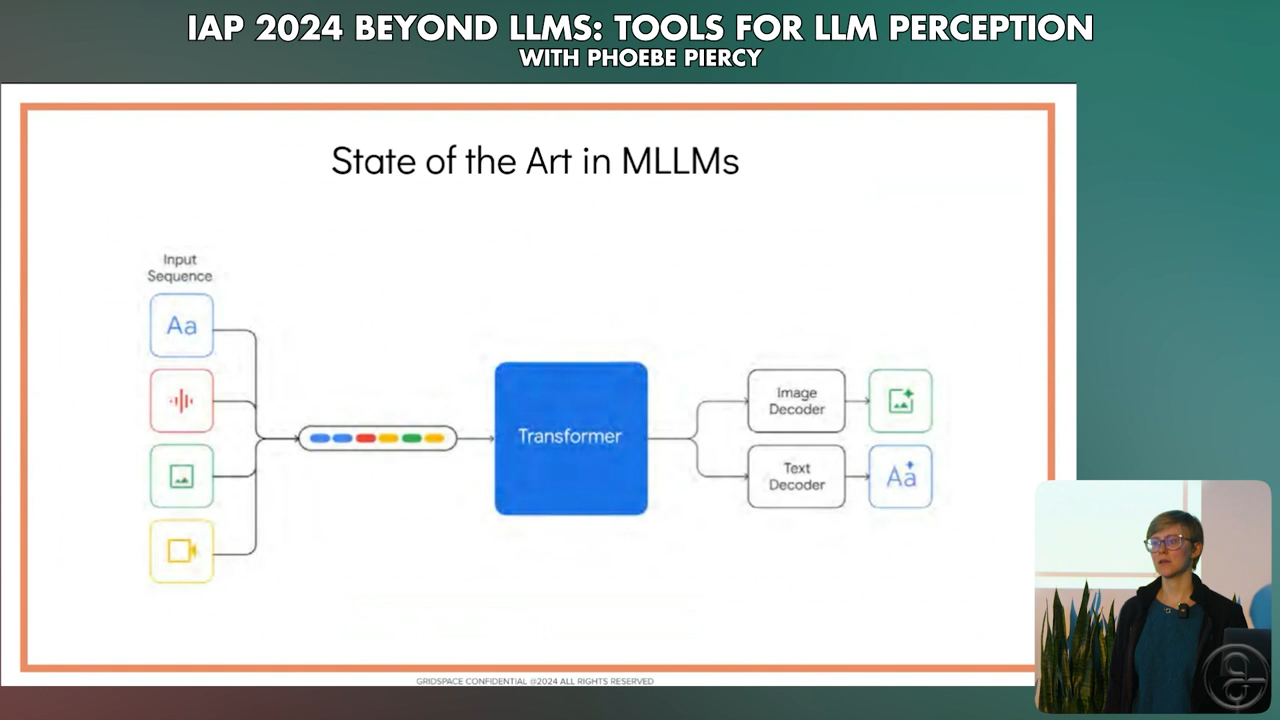 IAP 2024 BEYOND LLMS: TOOLS FOR LLM PERCEPTION
WITH PHOEBE PIERCY
State of the Art in MLLMs
Input
Sequence
Aa
Transformer
Image
Decoder
Text
Decoder
Aa
GRIDSPACE CONFIDENTIAL @2024 ALL RIGHTS RESERVED